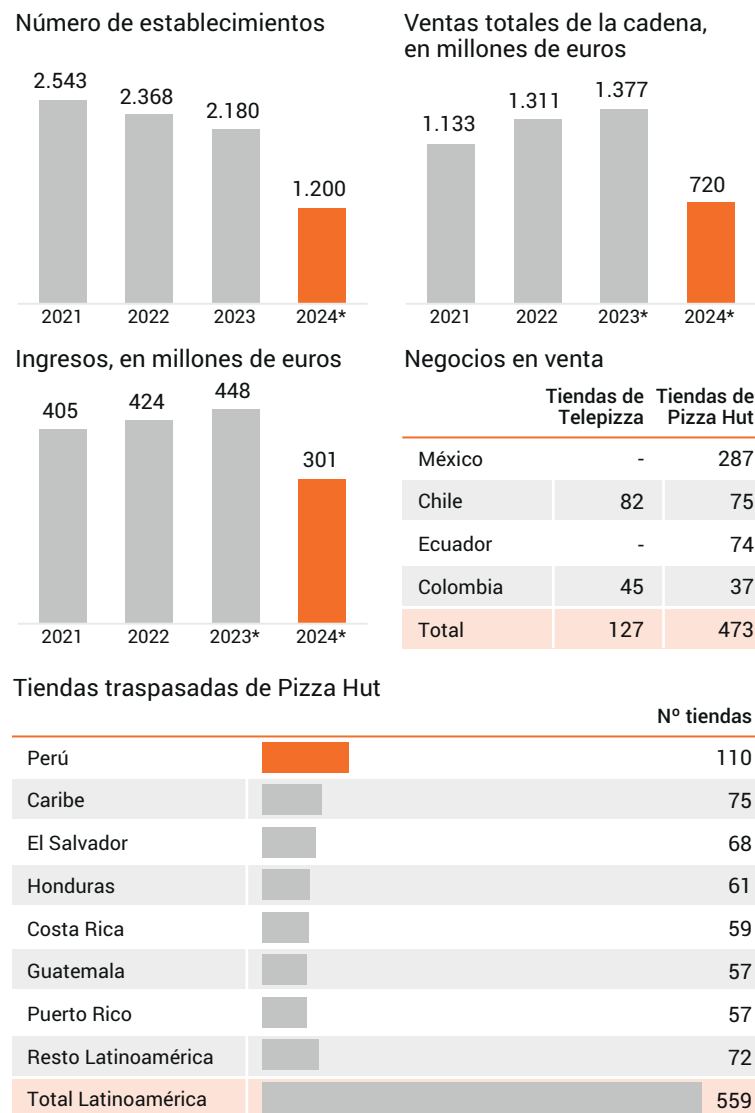 Número de establecimientos
2.543
2.368
2.180
1.200
2021 2022 2023 2024*
Ventas totales de la cadena,
en millones de euros
1.133
1.311
1.377
720
2021 2022 2023* 2024*
Ingresos, en millones de euros
405
424
448
301
2021 2022 2023* 2024*
Negocios en venta
Tiendas de Tiendas de
Telepizza Pizza Hut
México - 287
Chile 82 75
Ecuador - 74
Colombia 45 37
Total 127 473
Tiendas traspasadas de Pizza Hut
Nº tiendas
Perú 110
Caribe 75
El Salvador 68
Honduras 61
Costa Rica 59
Guatemala 57
Puerto Rico 57
Resto Latinoamérica 72
Total Latinoamérica 559